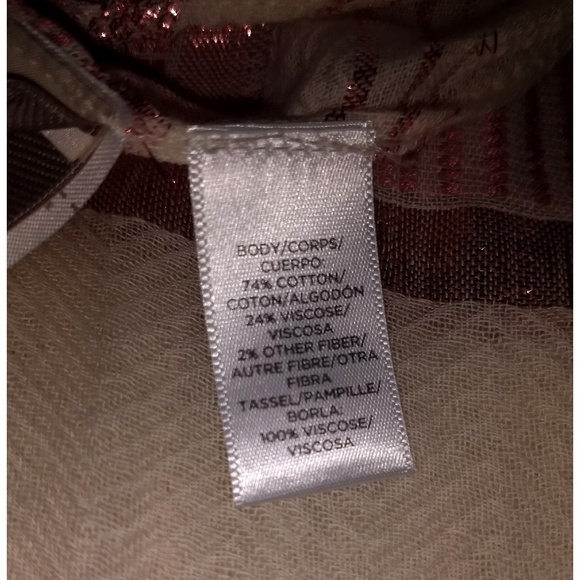 BODY/CORPS/
CUERPO:
74% COTTON/
COTON/ALGODÓN
24% VISCOSE/
VISCOSA
2% OTHER FIBER/
AUTRE FIBRE/OTRA
FIBRA
TASSEL/PAMPILLE/
BORLA:
100% VISCOSE/
VISCOSA